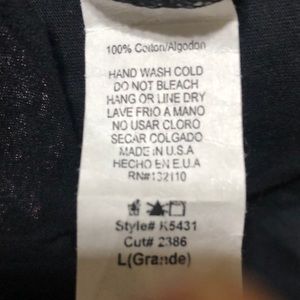 100% Cotton/Algodon
HAND WASH COLD
DO NOT BLEACH
HANG OR LINE DRY
LAVE FRIO A MANO
NO USAR CLORO
SECAR COLGADO
MADE IN U.S.A
HECHO EN E.U.A
RN#132110
Style# K5431
Cut# 2386
L(Grande)